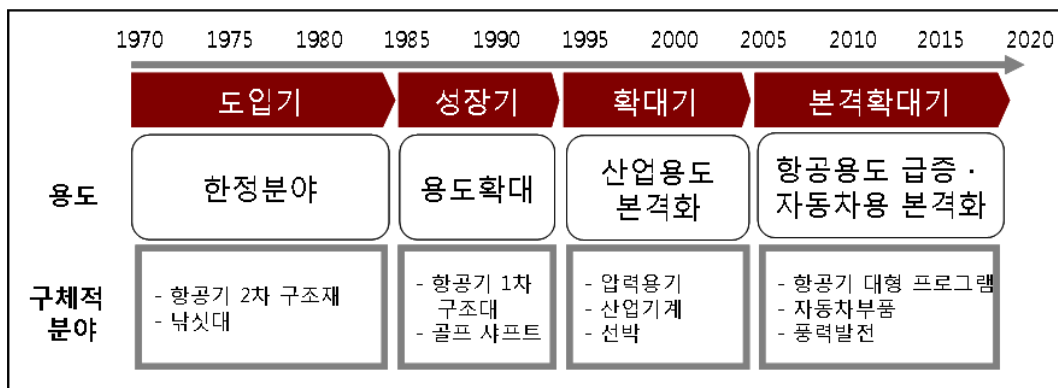 1970 1975 1980 1985 1990 1995 2000 2005 2010 2015 2020
도입기 성장기 확대기 본격확대기
용도
한정분야
용도확대
산업용도
본격화
항공용도 급증 ·
자동차용 본격화
구체적
분야
- 항공기 2차 구조재
- 낚싯대
- 항공기 1차
구조대
- 골프 샤프트
- 압력용기
- 산업기계
- 선박
- 항공기 대형 프로그램
- 자동차부품
- 풍력발전